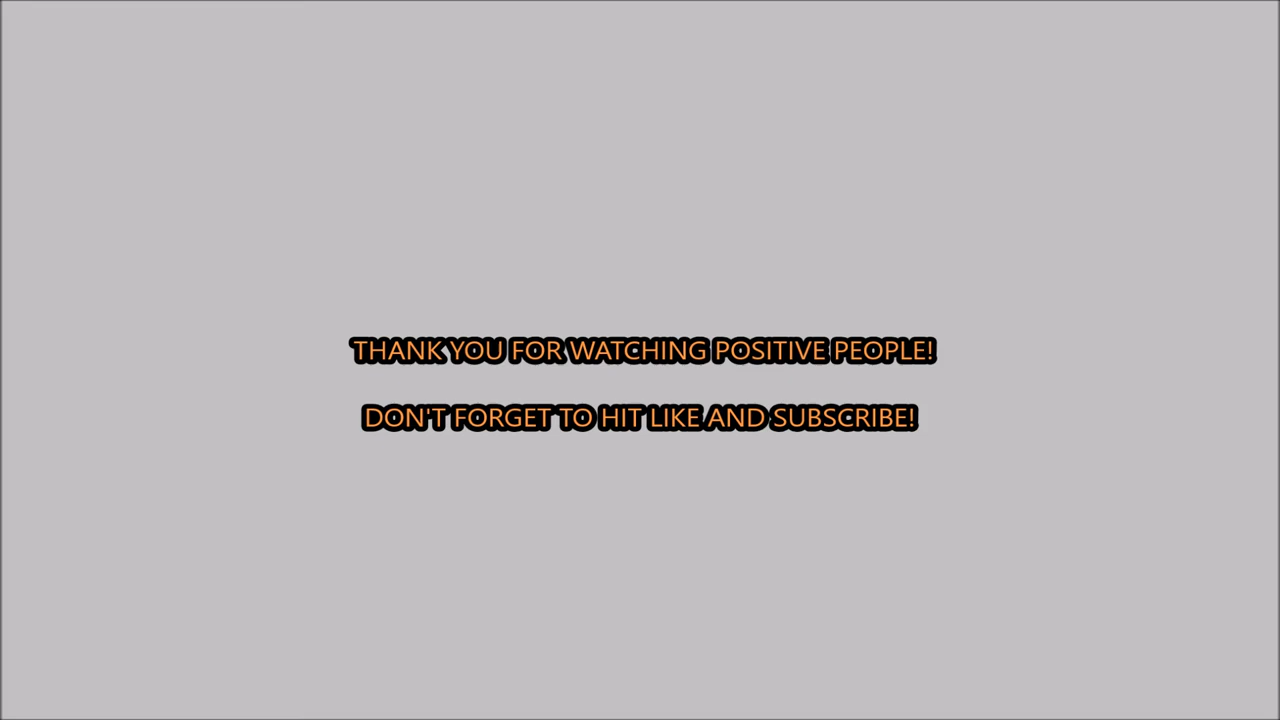 THANK YOU FOR WATCHING POSITIVE PEOPLE!
DON'T FORGET TO HIT LIKE AND SUBSCRIBE!